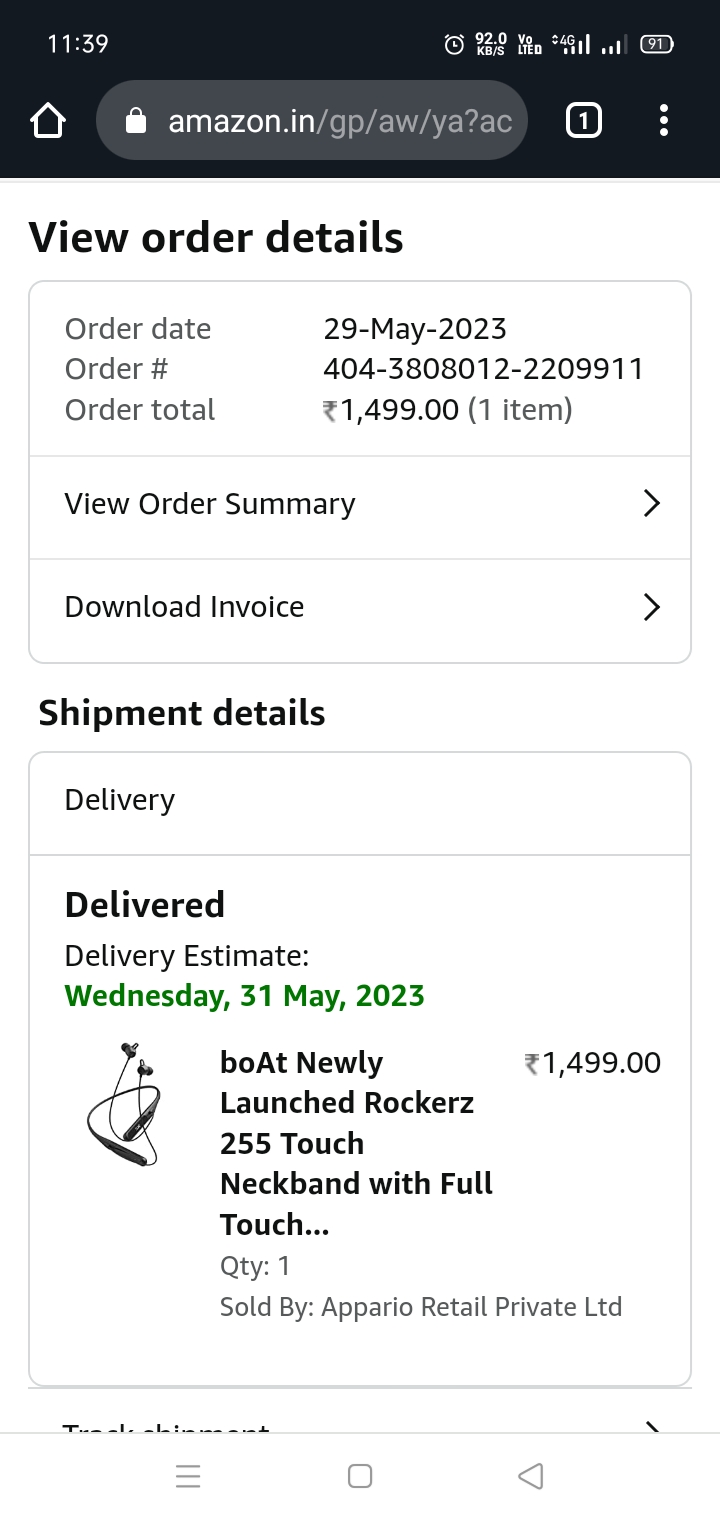 11:39
92.0 KB/S
Vo LTED
4G
91
1
amazon.in/gp/aw/ya?ac
View order details
Order date 29-May-2023
Order # 404-3808012-2209911
Order total ₹1,499.00 (1 item)
View Order Summary
Download Invoice
Shipment details
Delivery
Delivered
Delivery Estimate:
Wednesday, 31 May, 2023
boAt Newly ₹1,499.00
Launched Rockerz
255 Touch
Neckband with Full
Touch...
Qty: 1
Sold By: Appario Retail Private Ltd
Track shipment